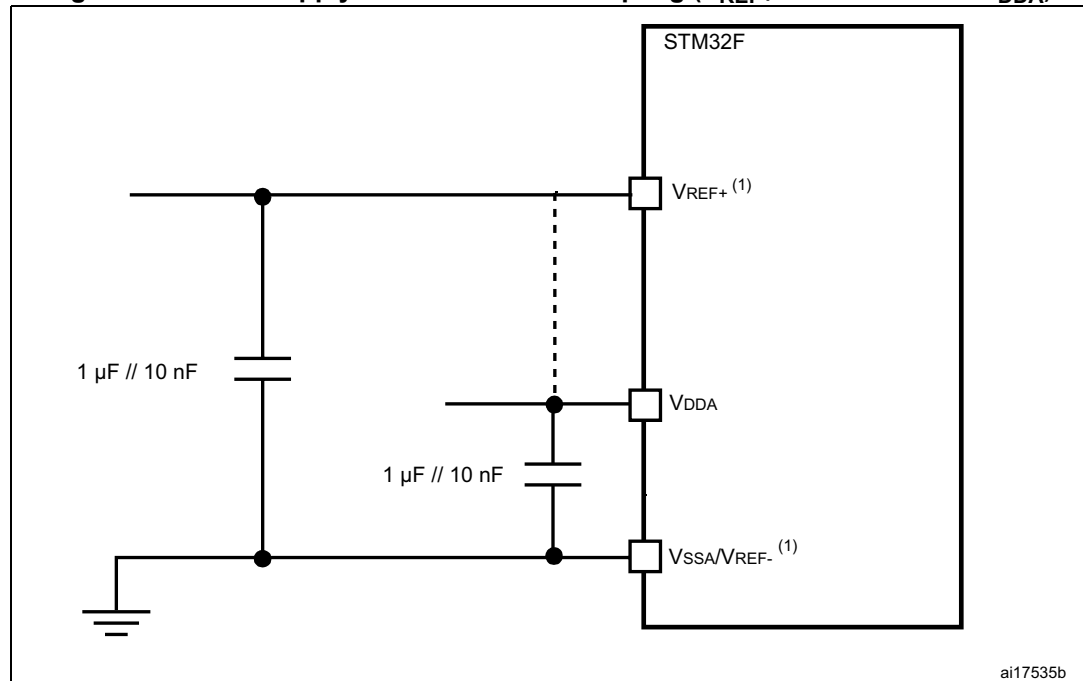 STM32F
VREF+ (1)
1 µF // 10 nF
VDDA
1 µF // 10 nF
VSSA/VREF- (1)
ai17535b